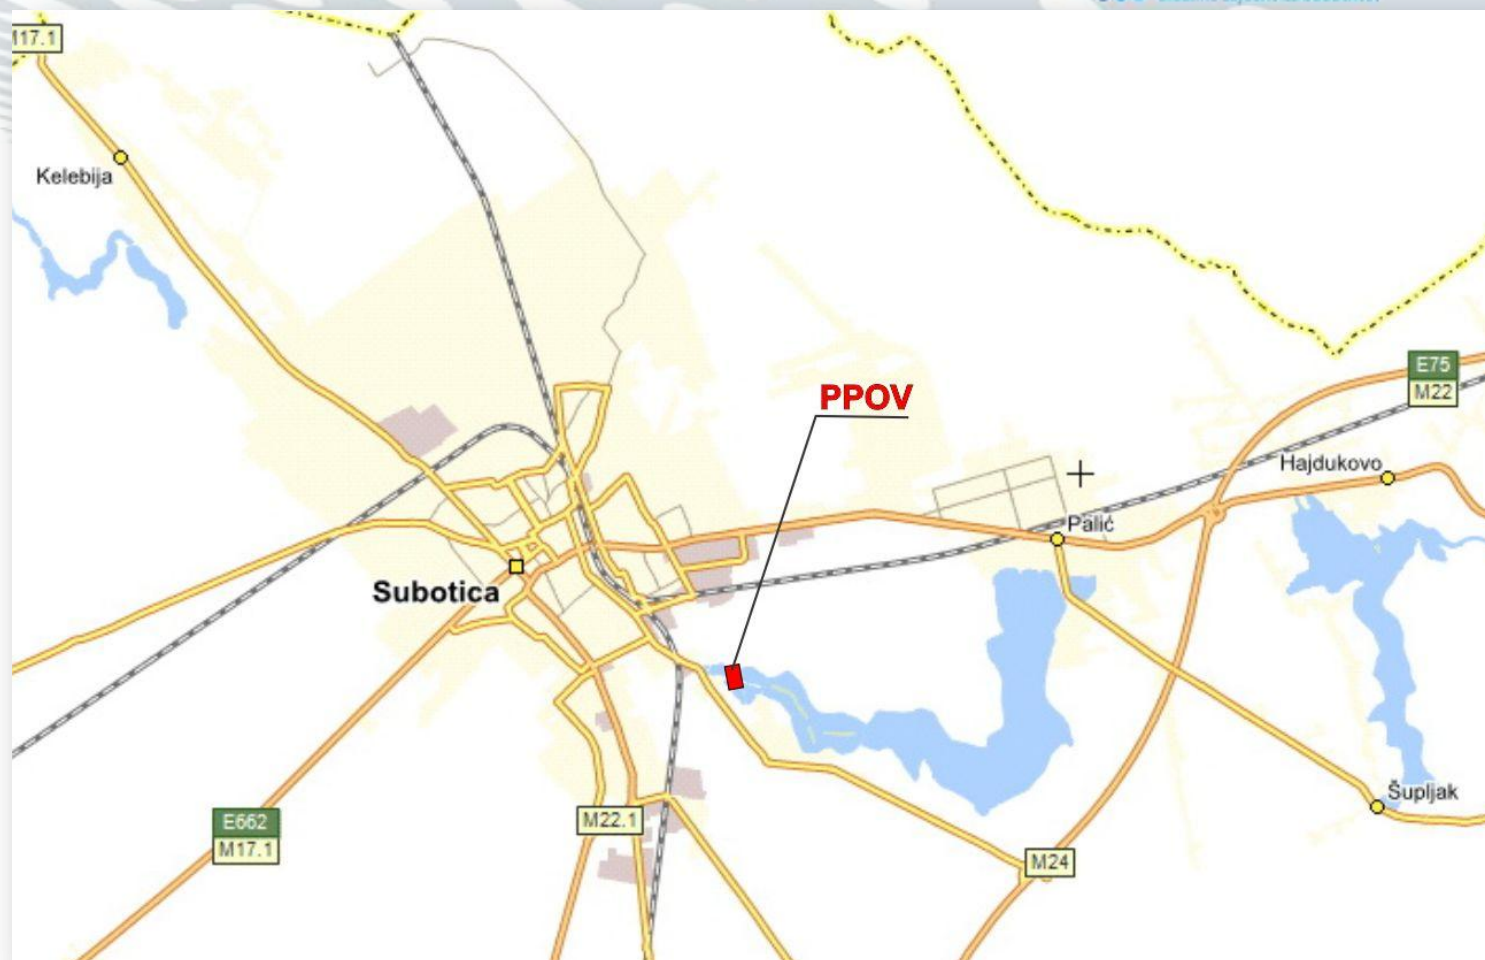 17.1
Kelebija
E75
M22
PPOV
Hajdukovo
Palić
Subotica
Šupljak
E662
M17.1
M22.1
M24